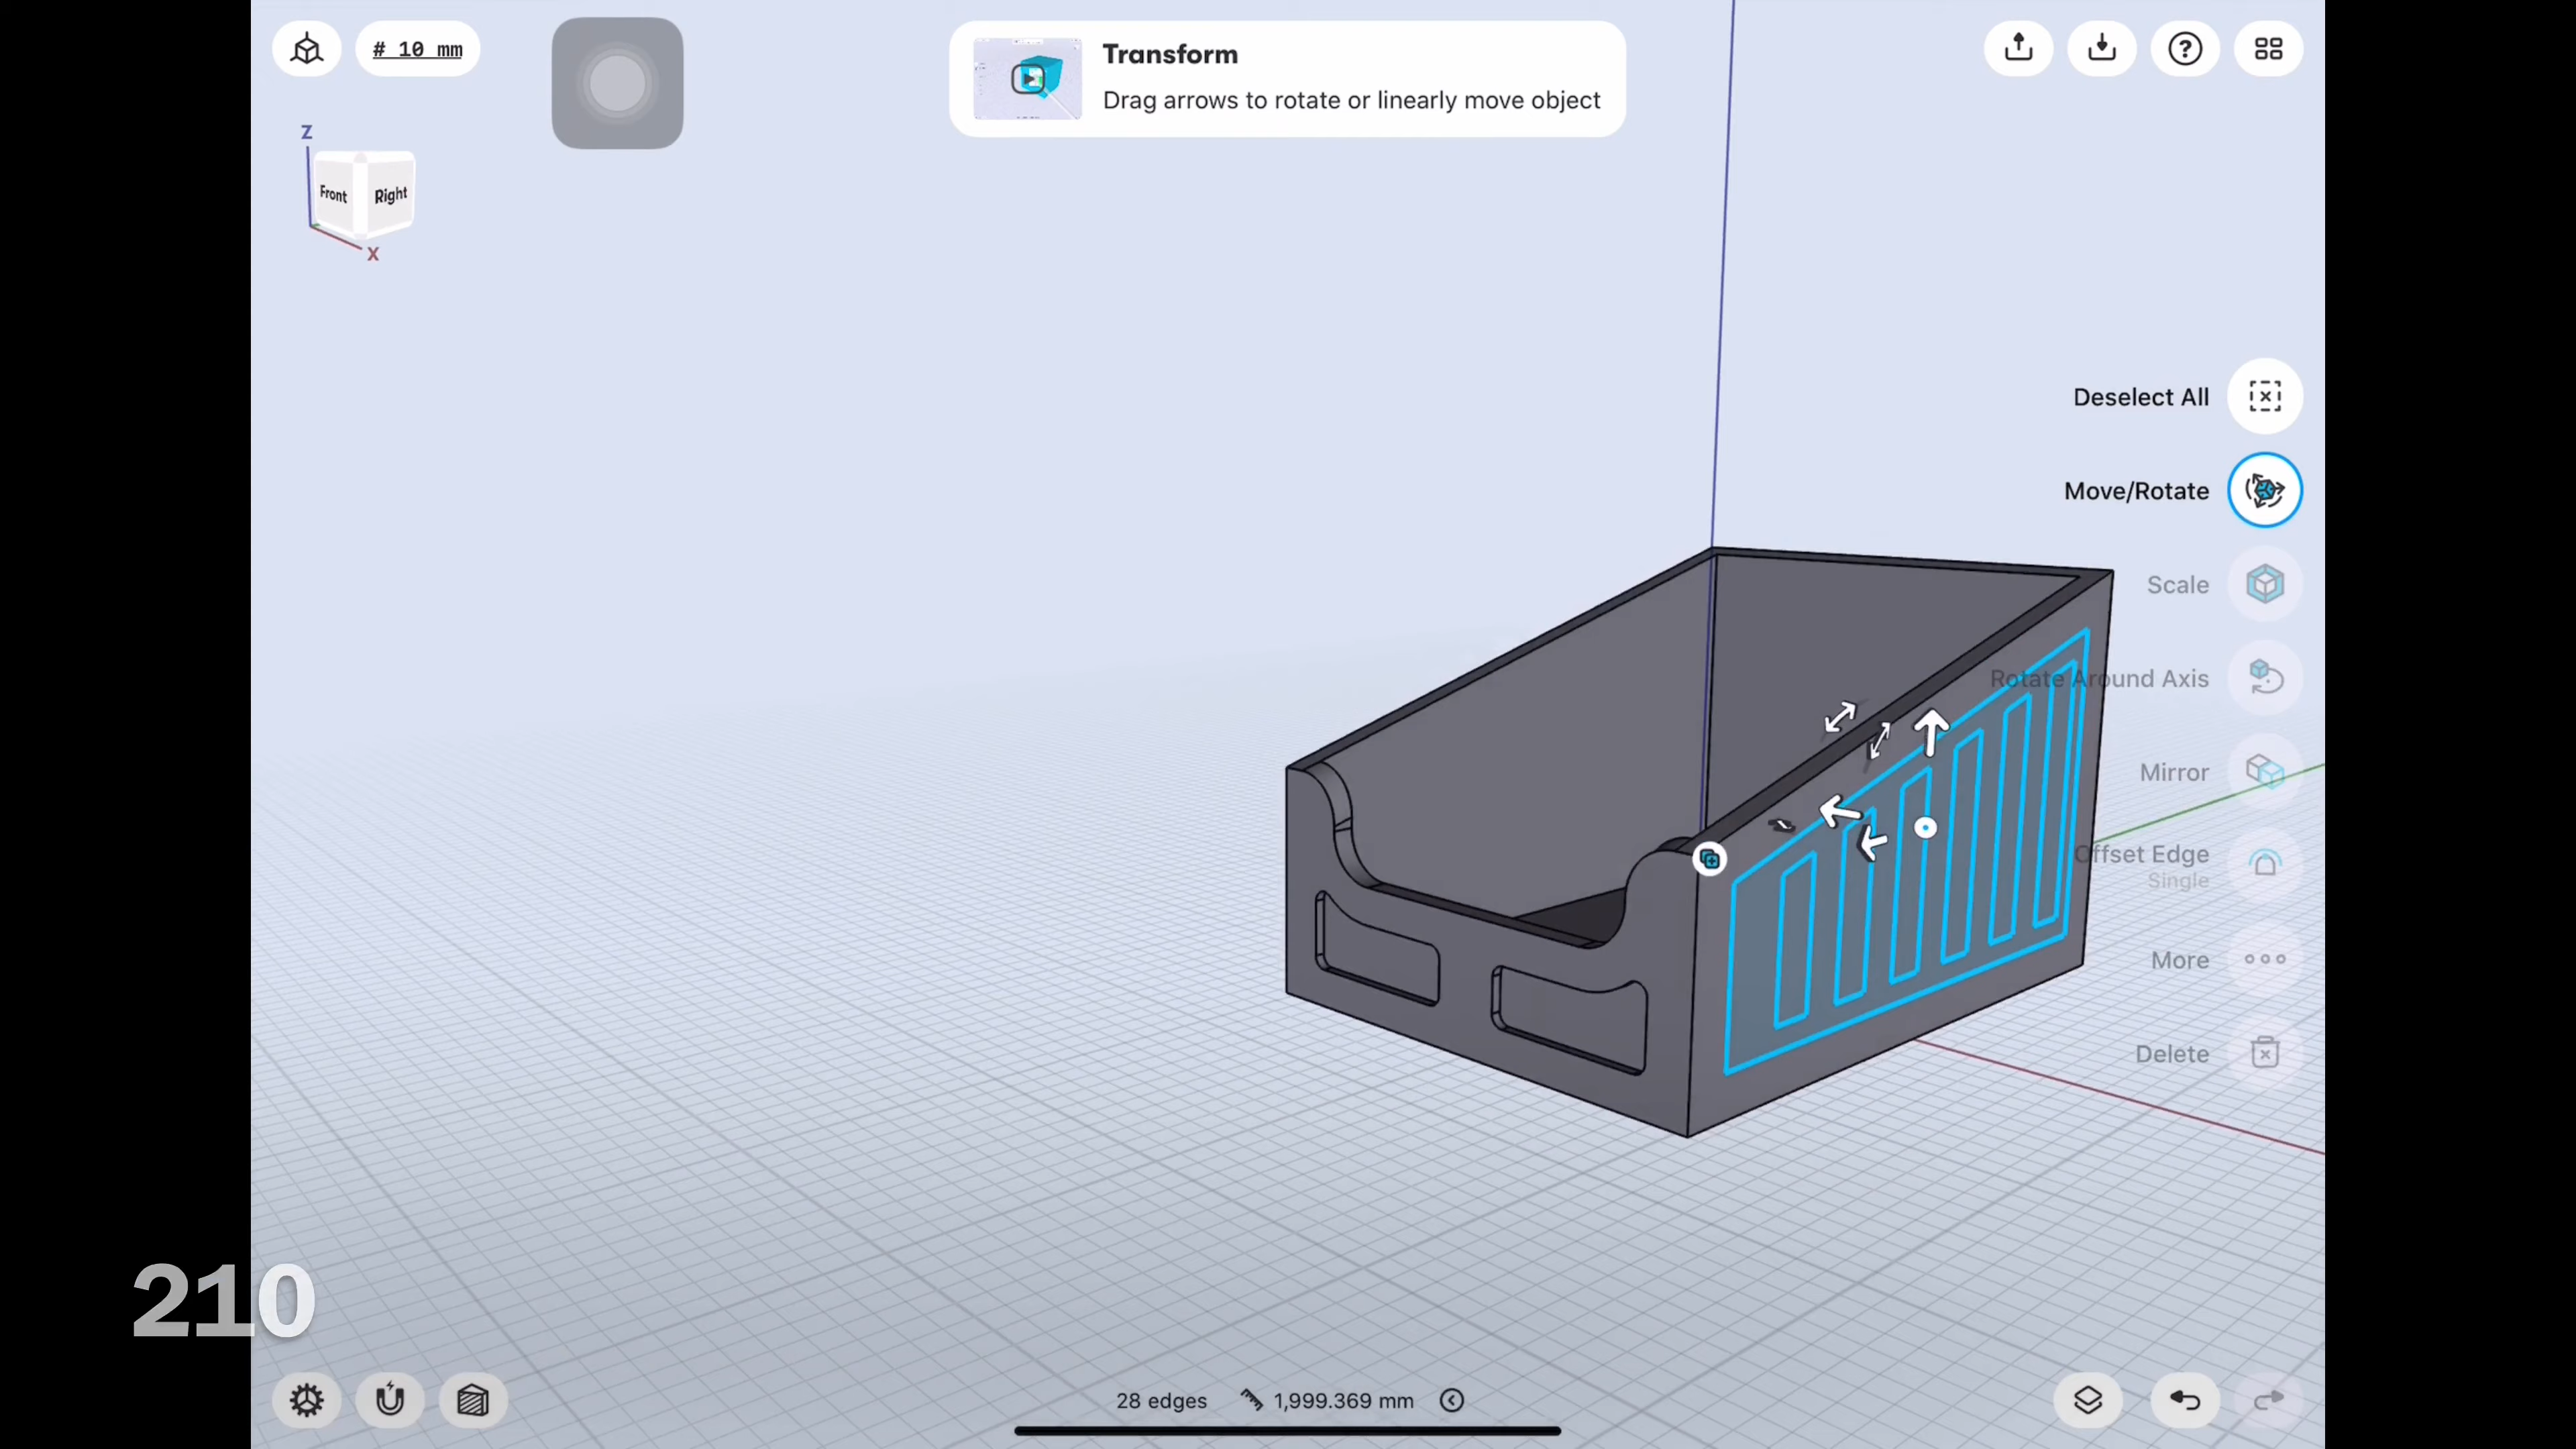 # 10 mm
Transform
Drag arrows to rotate or linearly move object
Z
Front
Right
X
Deselect All
Move/Rotate
Scale
Rotate Around Axis
Mirror
Offset Edge
Single
More
Delete
210
28 edges
1,999.369 mm